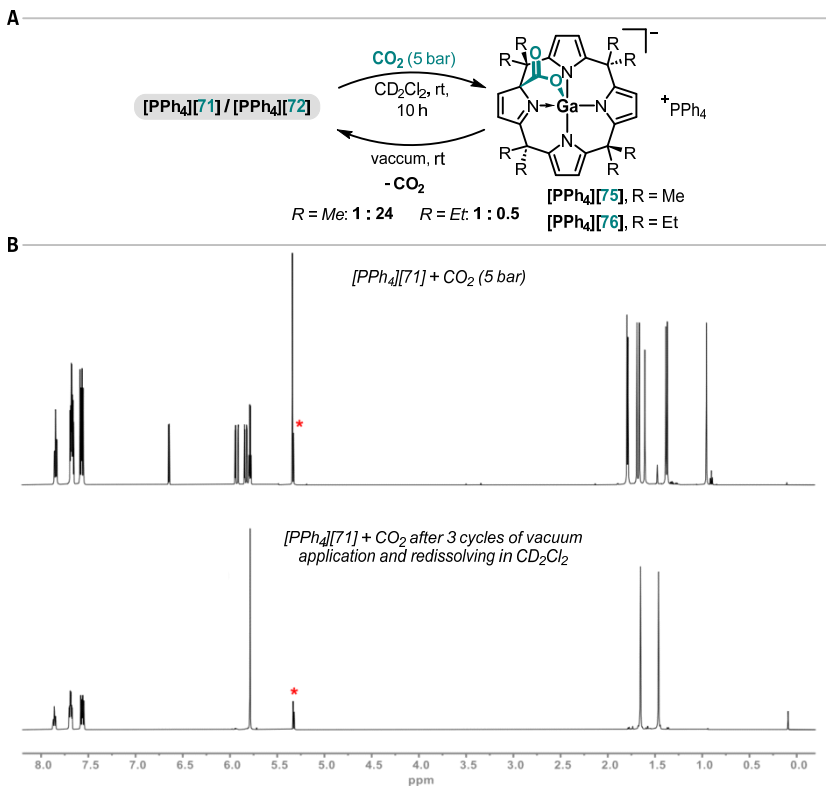 A
CO2 (5 bar)
CD2Cl2, rt,
10 h
[PPh4][71] / [PPh4][72]
vaccum, rt
- CO2
R = Me: 1 : 24 R = Et: 1 : 0.5
R R R R R R R R
O O N N N N Ga
−
+PPh4
[PPh4][75], R = Me
[PPh4][76], R = Et
B
[PPh4][71] + CO2 (5 bar)
*
[PPh4][71] + CO2 after 3 cycles of vacuum
application and redissolving in CD2Cl2
*
8.0 7.5 7.0 6.5 6.0 5.5 5.0 4.5 4.0 3.5 3.0 2.5 2.0 1.5 1.0 0.5 0.0
ppm